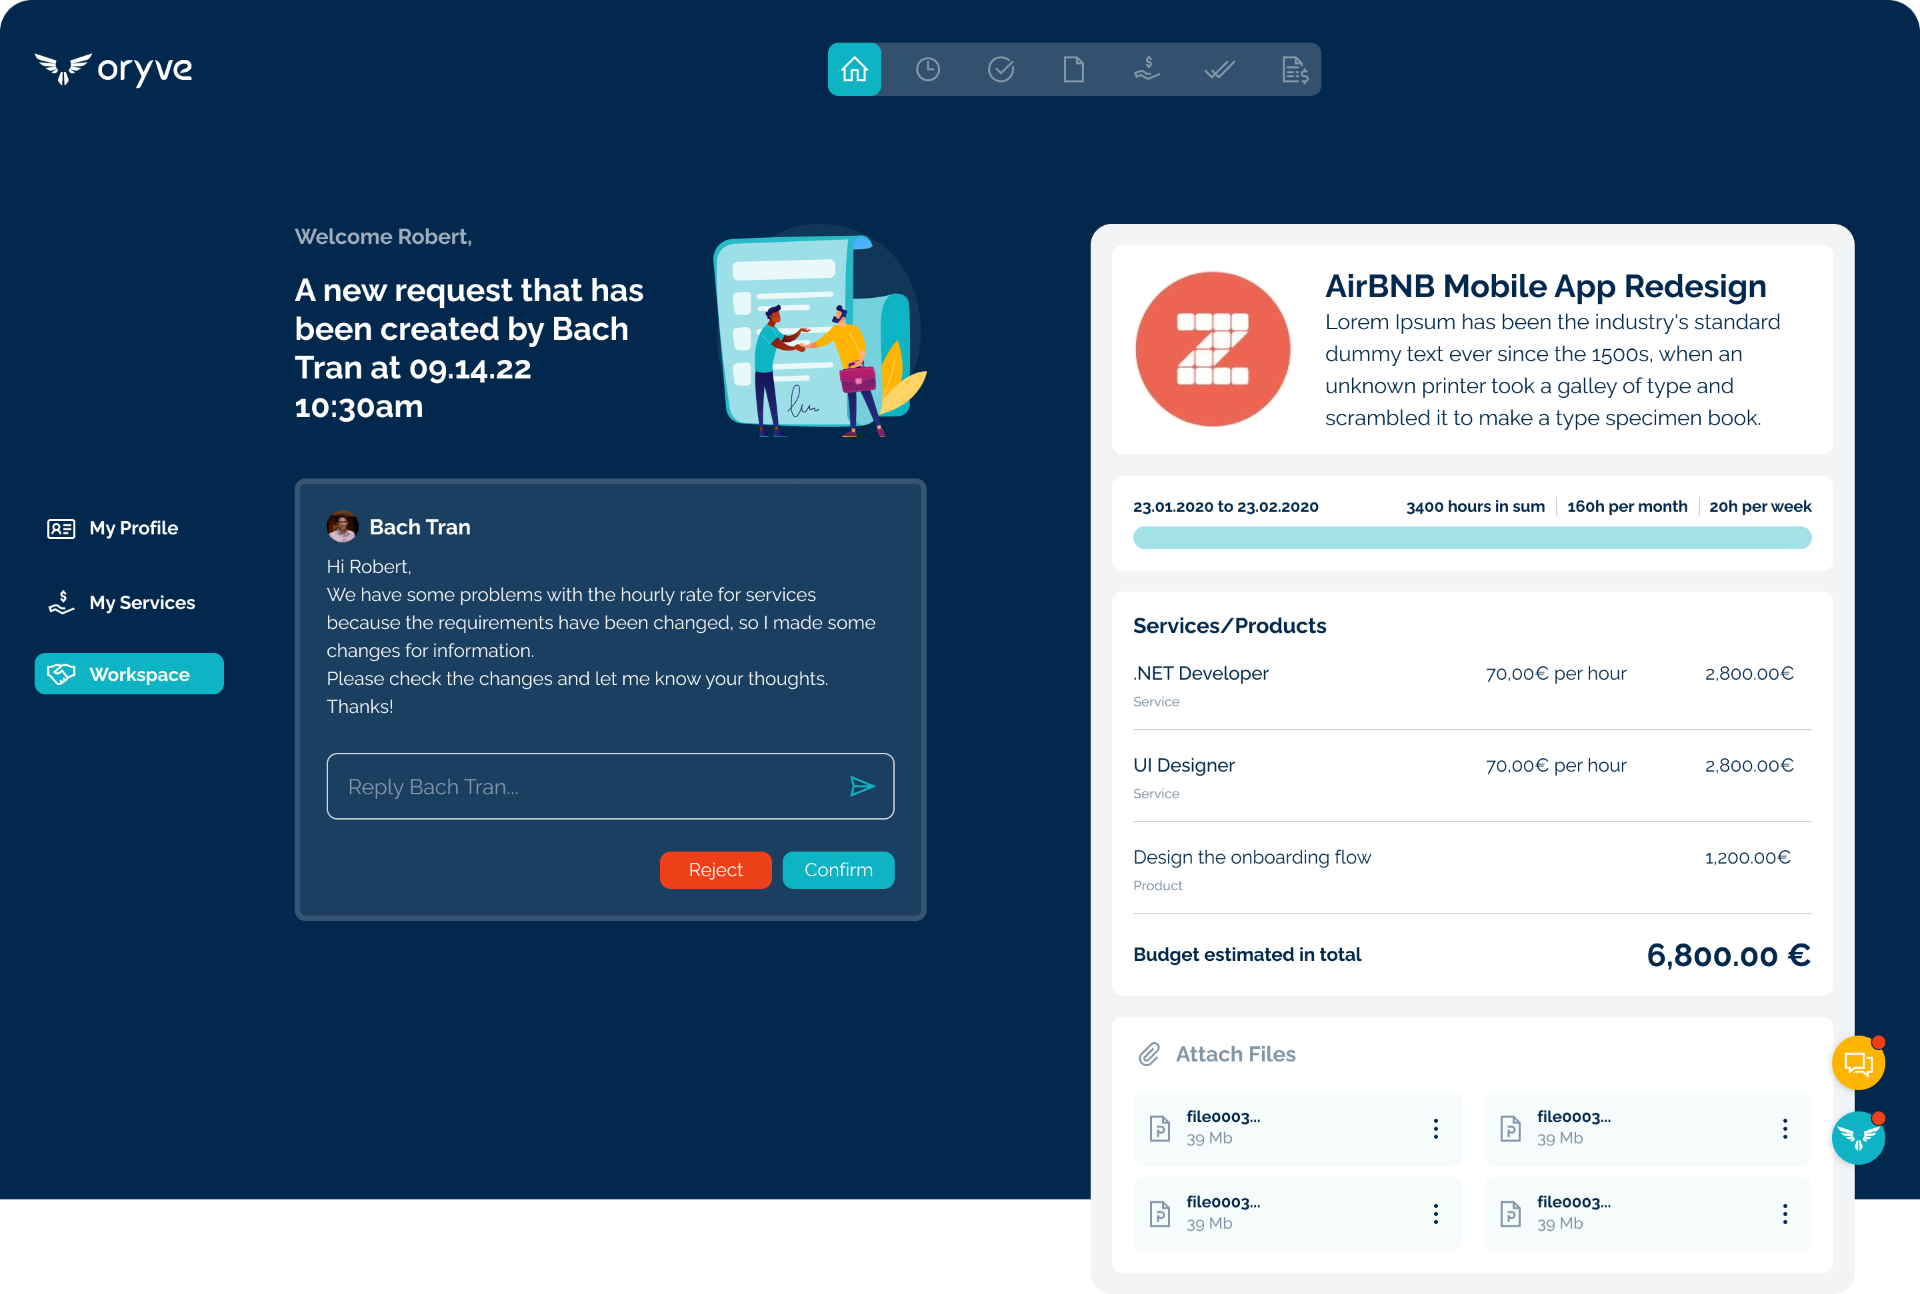 oryve
Welcome Robert,
A new request that has
been created by Bach
Tran at 09.14.22
10:30am
My Profile
My Services
Workspace
Bach Tran
Hi Robert,
We have some problems with the hourly rate for services
because the requirements have been changed, so I made some
changes for information.
Please check the changes and let me know your thoughts.
Thanks!
Reply Bach Tran...
Reject
Confirm
AirBNB Mobile App Redesign
Lorem Ipsum has been the industry's standard
dummy text ever since the 1500s, when an
unknown printer took a galley of type and
scrambled it to make a type specimen book.
23.01.2020 to 23.02.2020
3400 hours in sum
160h per month
20h per week
Services/Products
.NET Developer
70,00€ per hour
2,800.00€
Service
UI Designer
70,00€ per hour
2,800.00€
Service
Design the onboarding flow
1,200.00€
Product
Budget estimated in total
6,800.00 €
Attach Files
file0003...
39 Mb
file0003...
39 Mb
file0003...
39 Mb
file0003...
39 Mb